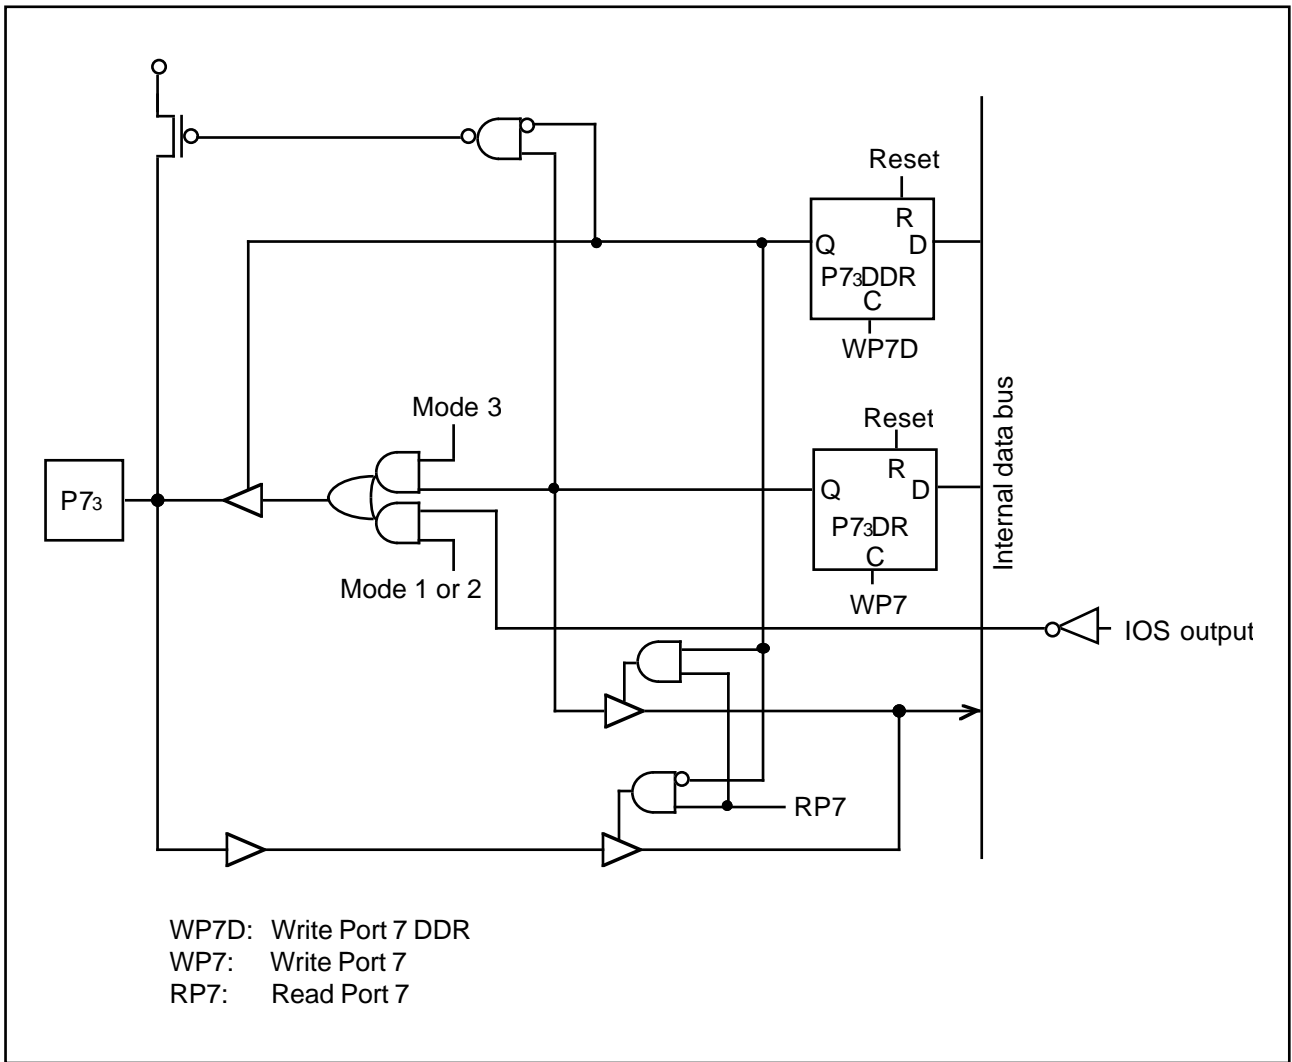 Reset
R
Q
D
P73DDR
C
WP7D
Mode 3
Reset
R
Q
D
P73DR
C
WP7
Internal data bus
P73
Mode 1 or 2
IOS output
RP7
WP7D: Write Port 7 DDR
WP7: Write Port 7
RP7: Read Port 7